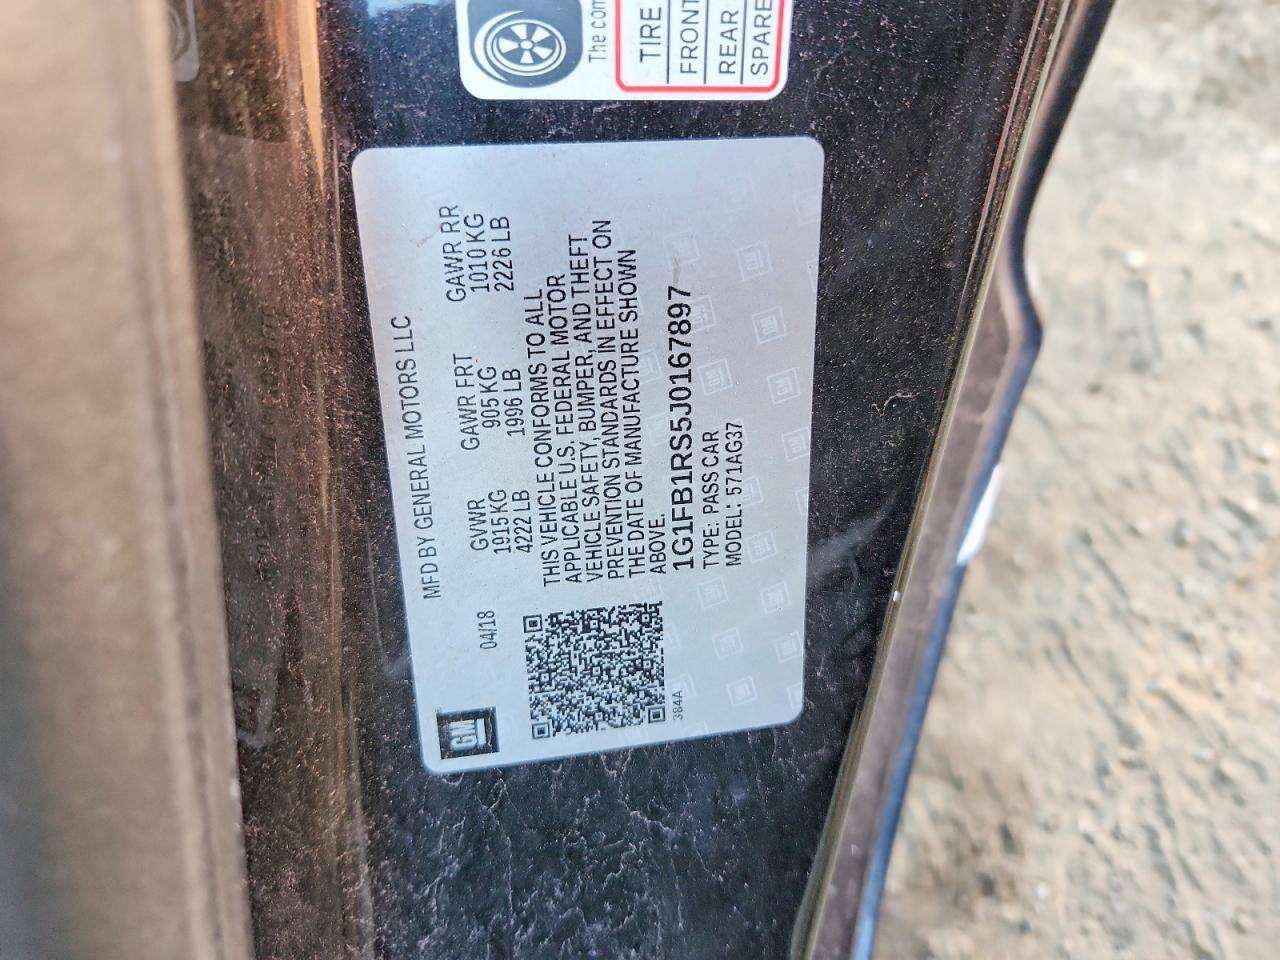 MFD BY GENERAL MOTORS LLC
04/18
GVWR GAWR FRT GAWR RR
1915KG 905 KG 1010 KG
4222 LB 1996 LB 2226 LB
THIS VEHICLE CONFORMS TO ALL
APPLICABLE U.S. FEDERAL MOTOR
VEHICLE SAFETY, BUMPER, AND THEFT
PREVENTION STANDARDS IN EFFECT ON
THE DATE OF MANUFACTURE SHOWN
ABOVE.
1G1FB1RS5J0167897
TYPE: PASS CAR
MODEL: 571AG37
GM
384A
The com
TIRE
FRONT
REAR
SPARE